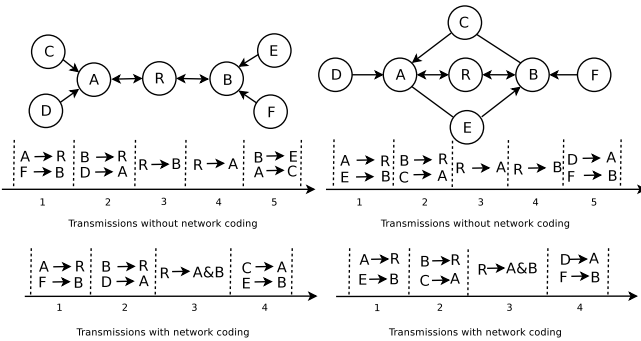 C
E
A
R
B
D
F
C
D
A
R
B
F
E
A → R
F → B
B → R
D → A
R → B
R → A
B → E
A → C
1 2 3 4 5
Transmissions without network coding
A → R
E → B
B → R
C → A
R → A
R → B
D → A
F → B
1 2 3 4 5
Transmissions without network coding
A → R
F → B
B → R
D → A
R → A&B
C → A
E → B
1 2 3 4
Transmissions with network coding
A → R
E → B
B → R
C → A
R → A&B
D → A
F → B
1 2 3 4
Transmissions with network coding